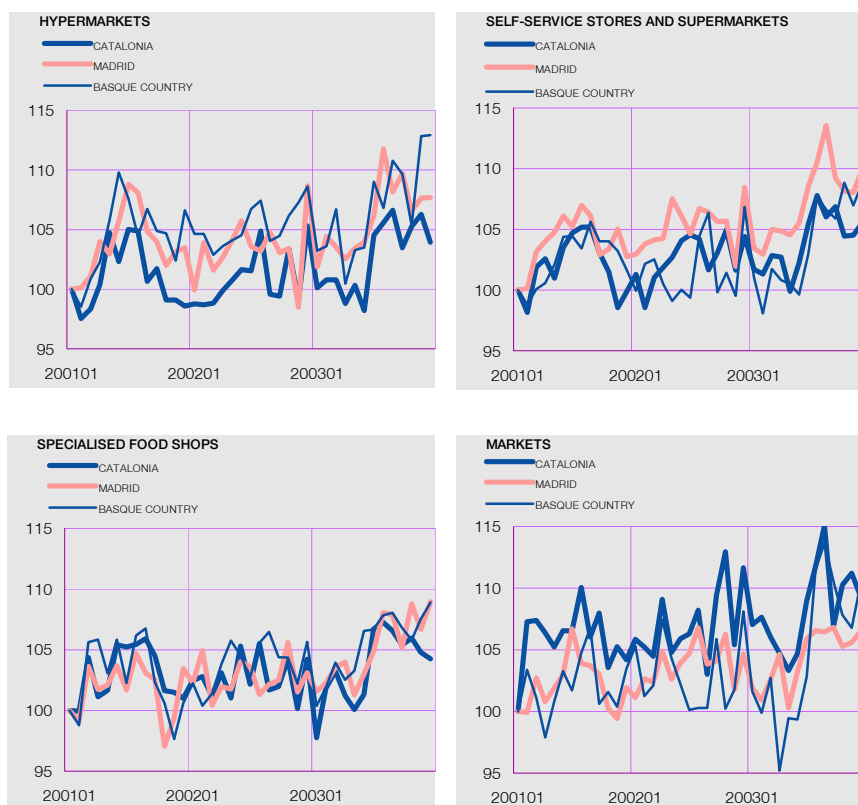 HYPERMARKETS
CATALONIA
MADRID
BASQUE COUNTRY
115
110
105
100
95
200101 200201 200301
SELF-SERVICE STORES AND SUPERMARKETS
CATALONIA
MADRID
BASQUE COUNTRY
115
110
105
100
95
200101 200201 200301
SPECIALISED FOOD SHOPS
CATALONIA
MADRID
BASQUE COUNTRY
115
110
105
100
95
200101 200201 200301
MARKETS
CATALONIA
MADRID
BASQUE COUNTRY
115
110
105
100
95
200101 200201 200301